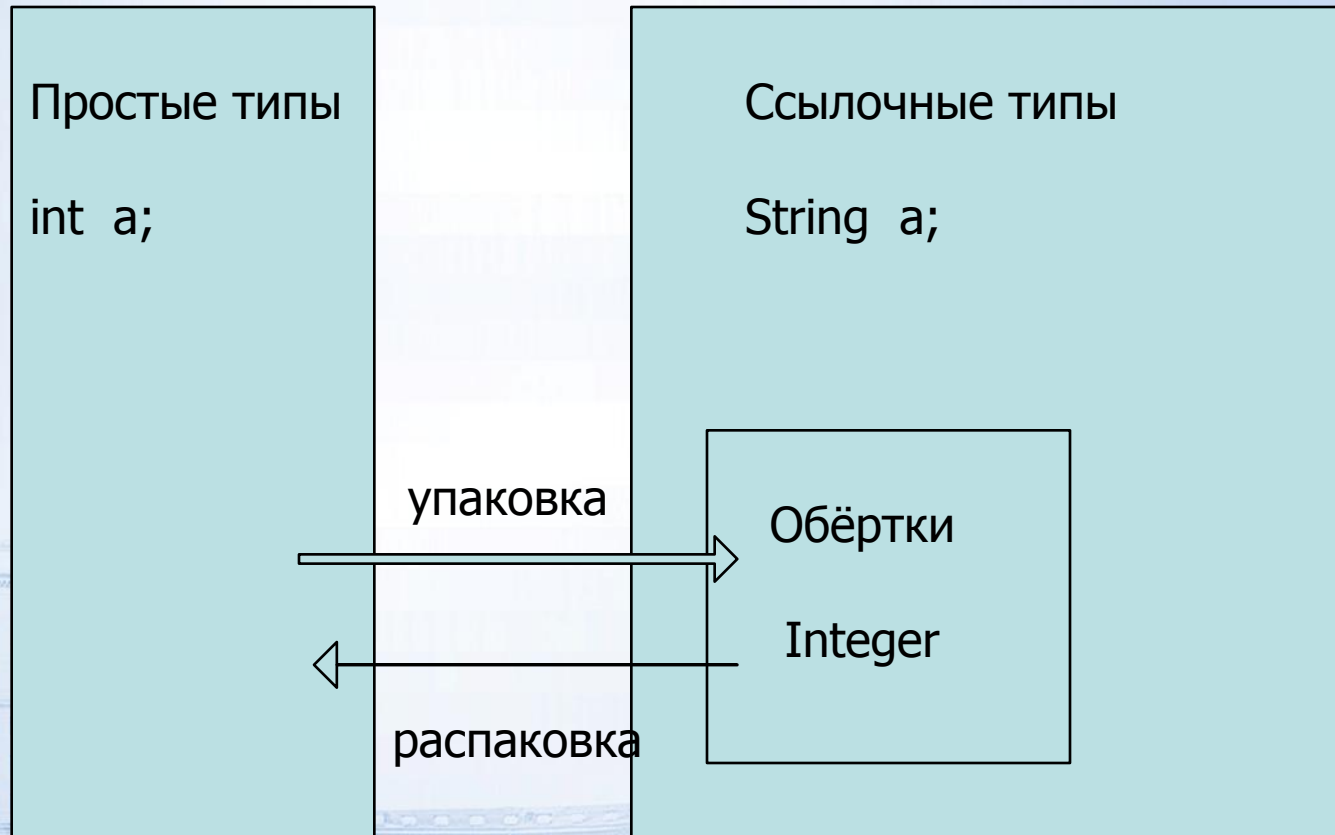 Простые типы
int a;
Ссылочные типы
String a;
упаковка
распаковка
Обёртки
Integer